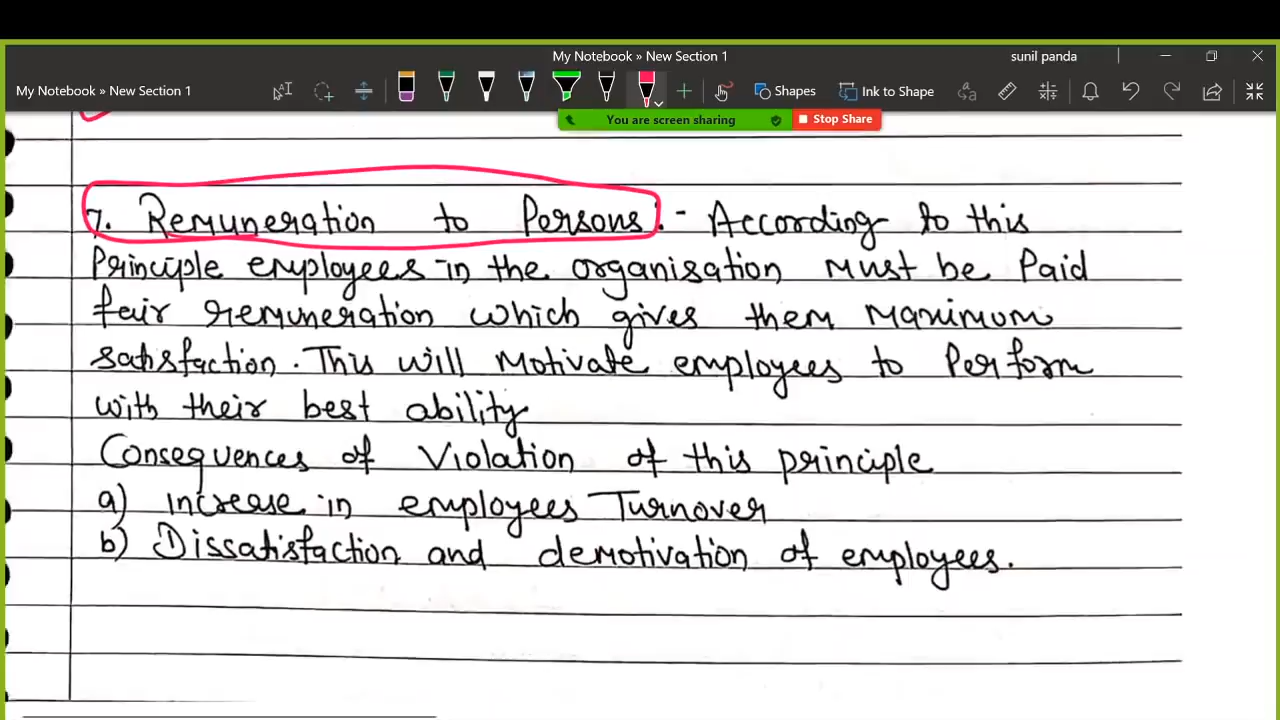 My Notebook » New Section 1
sunil panda
My Notebook » New Section 1
Shapes
Ink to Shape
You are screen sharing
Stop Share
7. Remuneration to Persons:- According to this
Principle employees in the organisation must be Paid
fair remuneration which gives them maximum
satisfaction. This will motivate employees to Perform
with their best ability
Consequences of Violation of this principle
a) increase in employees Turnover
b) Dissatisfaction and demotivation of employees.